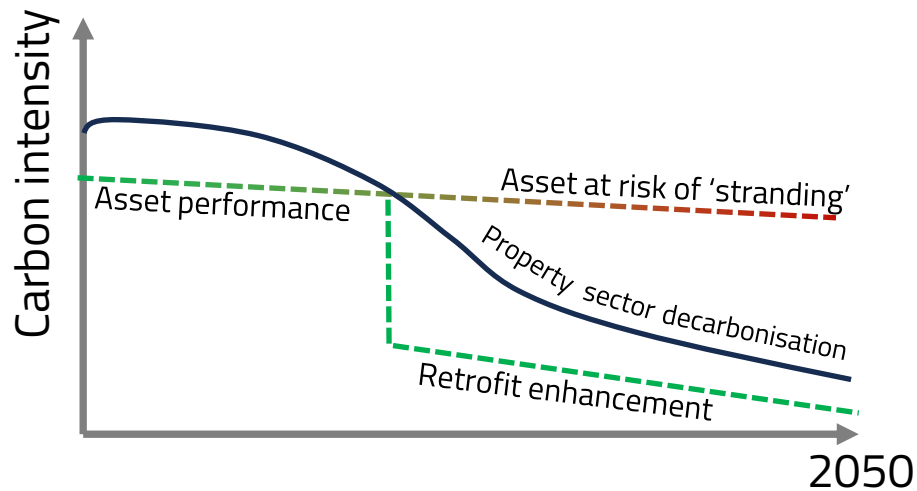 Carbon intensity
Asset at risk of ‘stranding’
Asset performance
Property sector decarbonisation
Retrofit enhancement
2050